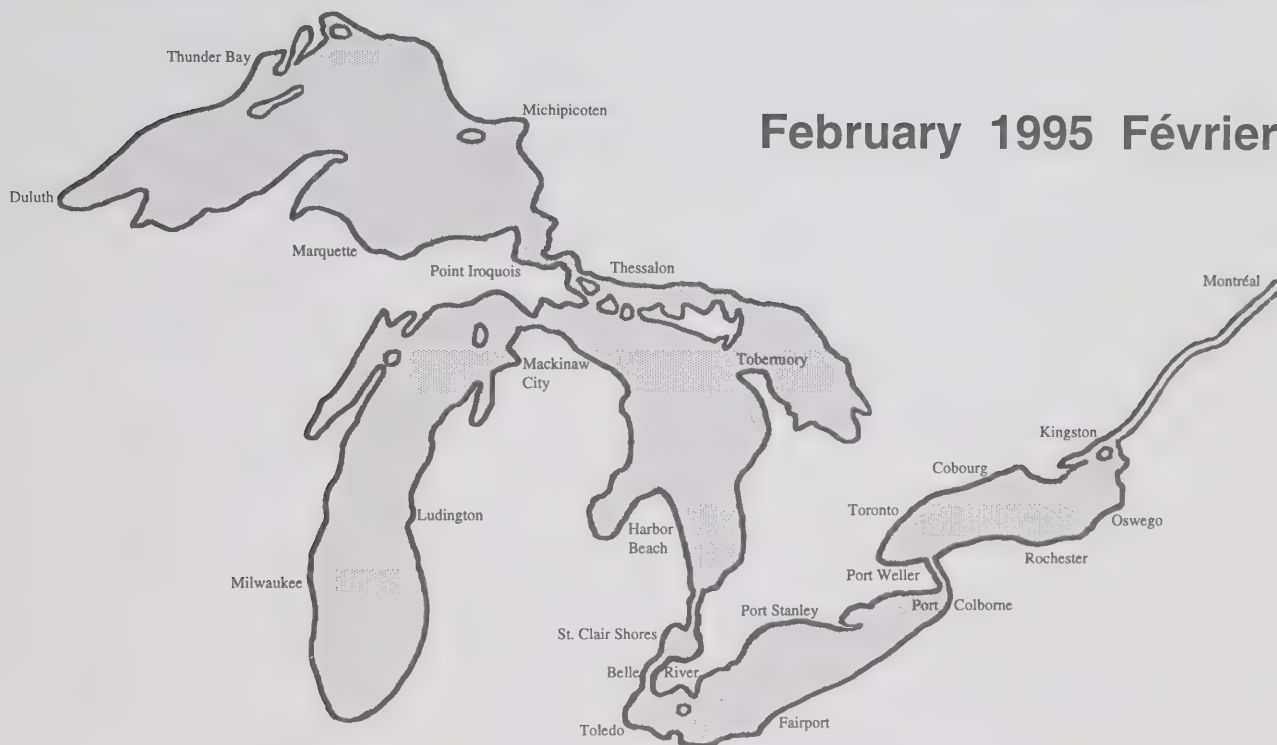 Thunder Bay
Michipicoten
February 1995 Février
Duluth
Marquette
Point Iroquois
Thessalon
Montréal
Mackinaw
City
Tobermory
Kingston
Cobourg
Ludington
Harbor
Beach
Toronto
Oswego
Rochester
Milwaukee
Port Weller
Port Colborne
Port Stanley
St. Clair Shores
Belle River
Toledo
Fairport